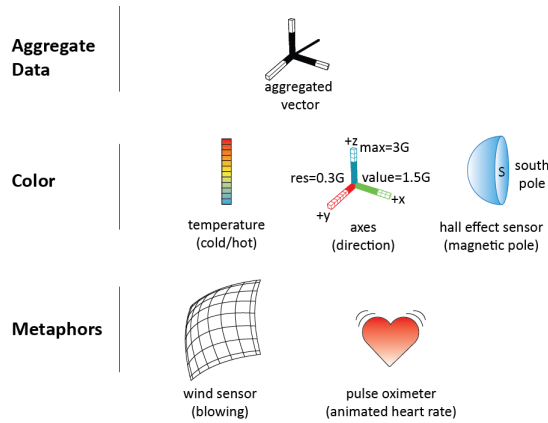 Aggregate
Data
aggregated
vector
Color
temperature
(cold/hot)
+z
max=3G
res=0.3G
value=1.5G
+x
+y
axes
(direction)
S
south
pole
hall effect sensor
(magnetic pole)
Metaphors
wind sensor
(blowing)
pulse oximeter
(animated heart rate)